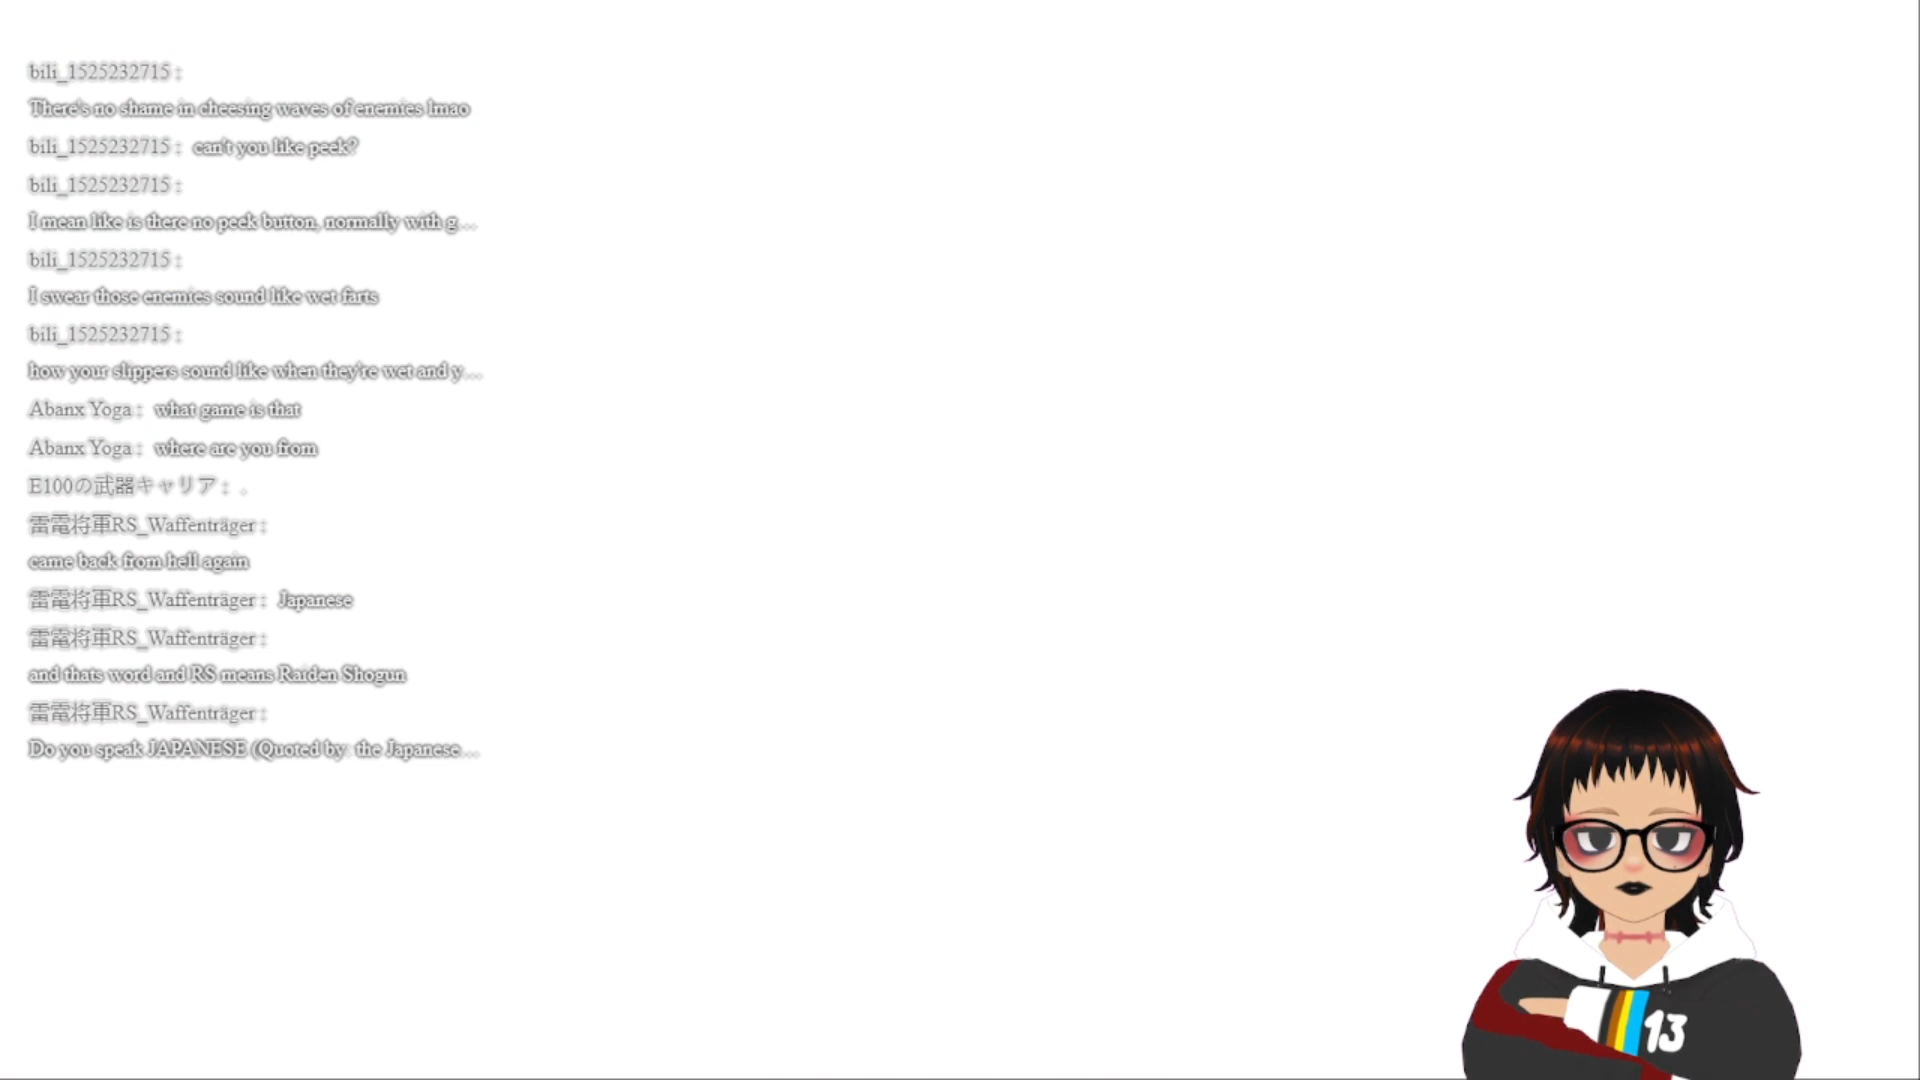 bili_1525232715 :
There's no shame in cheesing waves of enemies lmao
bili_1525232715 : can't you like peek?
bili_1525232715 :
I mean like is there no peek button, normally with g...
bili_1525232715 :
I swear those enemies sound like wet farts
bili_1525232715 :
how your slippers sound like when they're wet and y...
Abanx Yoga : what game is that
Abanx Yoga : where are you from
E100の武器キャリア : .
雷電将軍RS_Waffenträger :
came back from hell again
雷電将軍RS_Waffenträger : Japanese
雷電将軍RS_Waffenträger :
and thats word and RS means Raiden Shogun
雷電将軍RS_Waffenträger :
Do you speak JAPANESE (Quoted by: the Japanese...
13